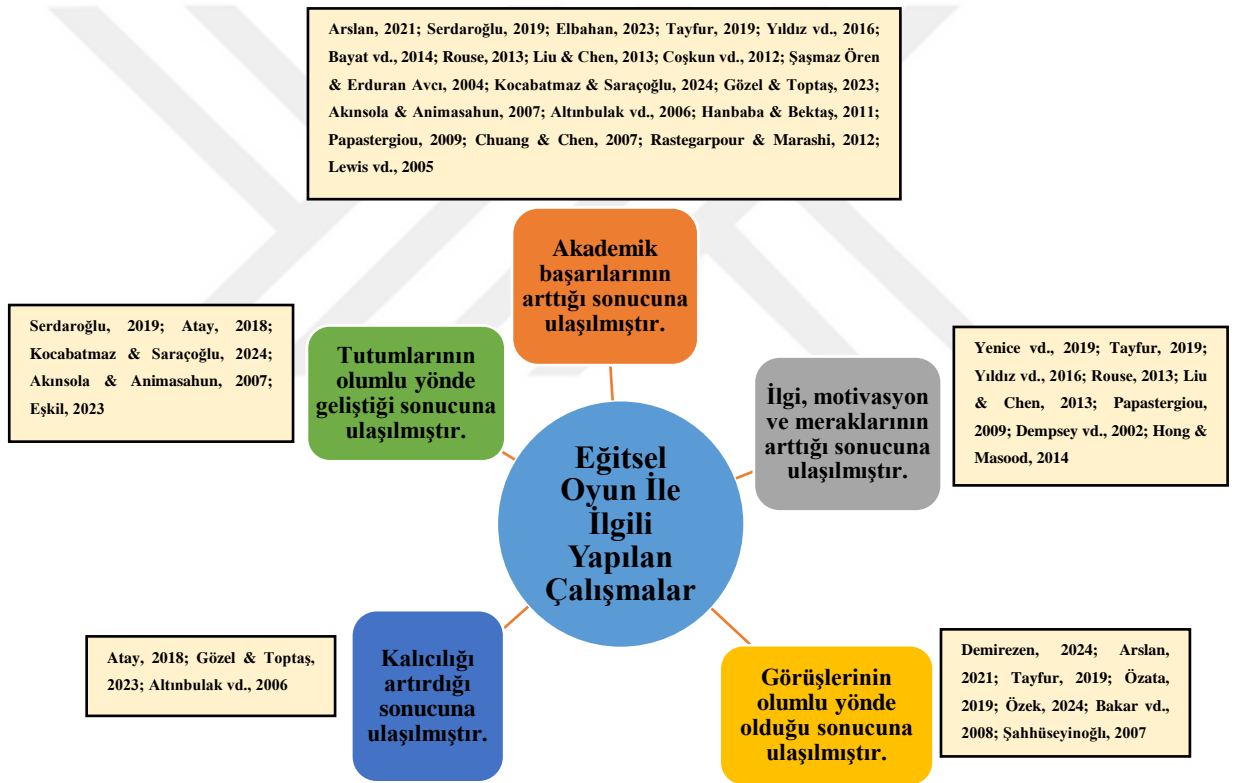 Arslan, 2021; Serdaroğlu, 2019; Elbahan, 2023; Tayfur, 2019; Yıldız vd., 2016;
Bayat vd., 2014; Rouse, 2013; Liu & Chen, 2013; Coşkun vd., 2012; Şaşmaz Ören
& Erduran Avcı, 2004; Kocabatmaz & Saraçoğlu, 2024; Gözel & Toptaş, 2023;
Akınsola & Animasahun, 2007; Altınbulak vd., 2006; Hanbaba & Bektaş, 2011;
Papastergiou, 2009; Chuang & Chen, 2007; Rastegarpour & Marashi, 2012;
Lewis vd., 2005
Akademik
başarılarının
arttığı sonucuna
ulaşılmıştır.
Serdaroğlu, 2019; Atay, 2018;
Kocabatmaz & Saraçoğlu, 2024;
Akınsola & Animasahun, 2007;
Eşkil, 2023
Tutumlarının
olumlu yönde
geliştiği sonucuna
ulaşılmıştır.
İlgi, motivasyon
ve meraklarının
arttığı sonucuna
ulaşılmıştır.
Yenice vd., 2019; Tayfur, 2019;
Yıldız vd., 2016; Rouse, 2013; Liu
& Chen, 2013; Papastergiou,
2009; Dempsey vd., 2002; Hong &
Masood, 2014
Eğitsel
Oyun İle
İlgili
Yapılan
Çalışmalar
Atay, 2018; Gözel & Toptaş,
2023; Altınbulak vd., 2006
Kalıcılığı
artırdığı
sonucuna
ulaşılmıştır.
Görüşlerinin
olumlu yönde
olduğu sonucuna
ulaşılmıştır.
Demirezen, 2024; Arslan,
2021; Tayfur, 2019; Özata,
2019; Özek, 2024; Bakar vd.,
2008; Şahhüseyinoğlı, 2007